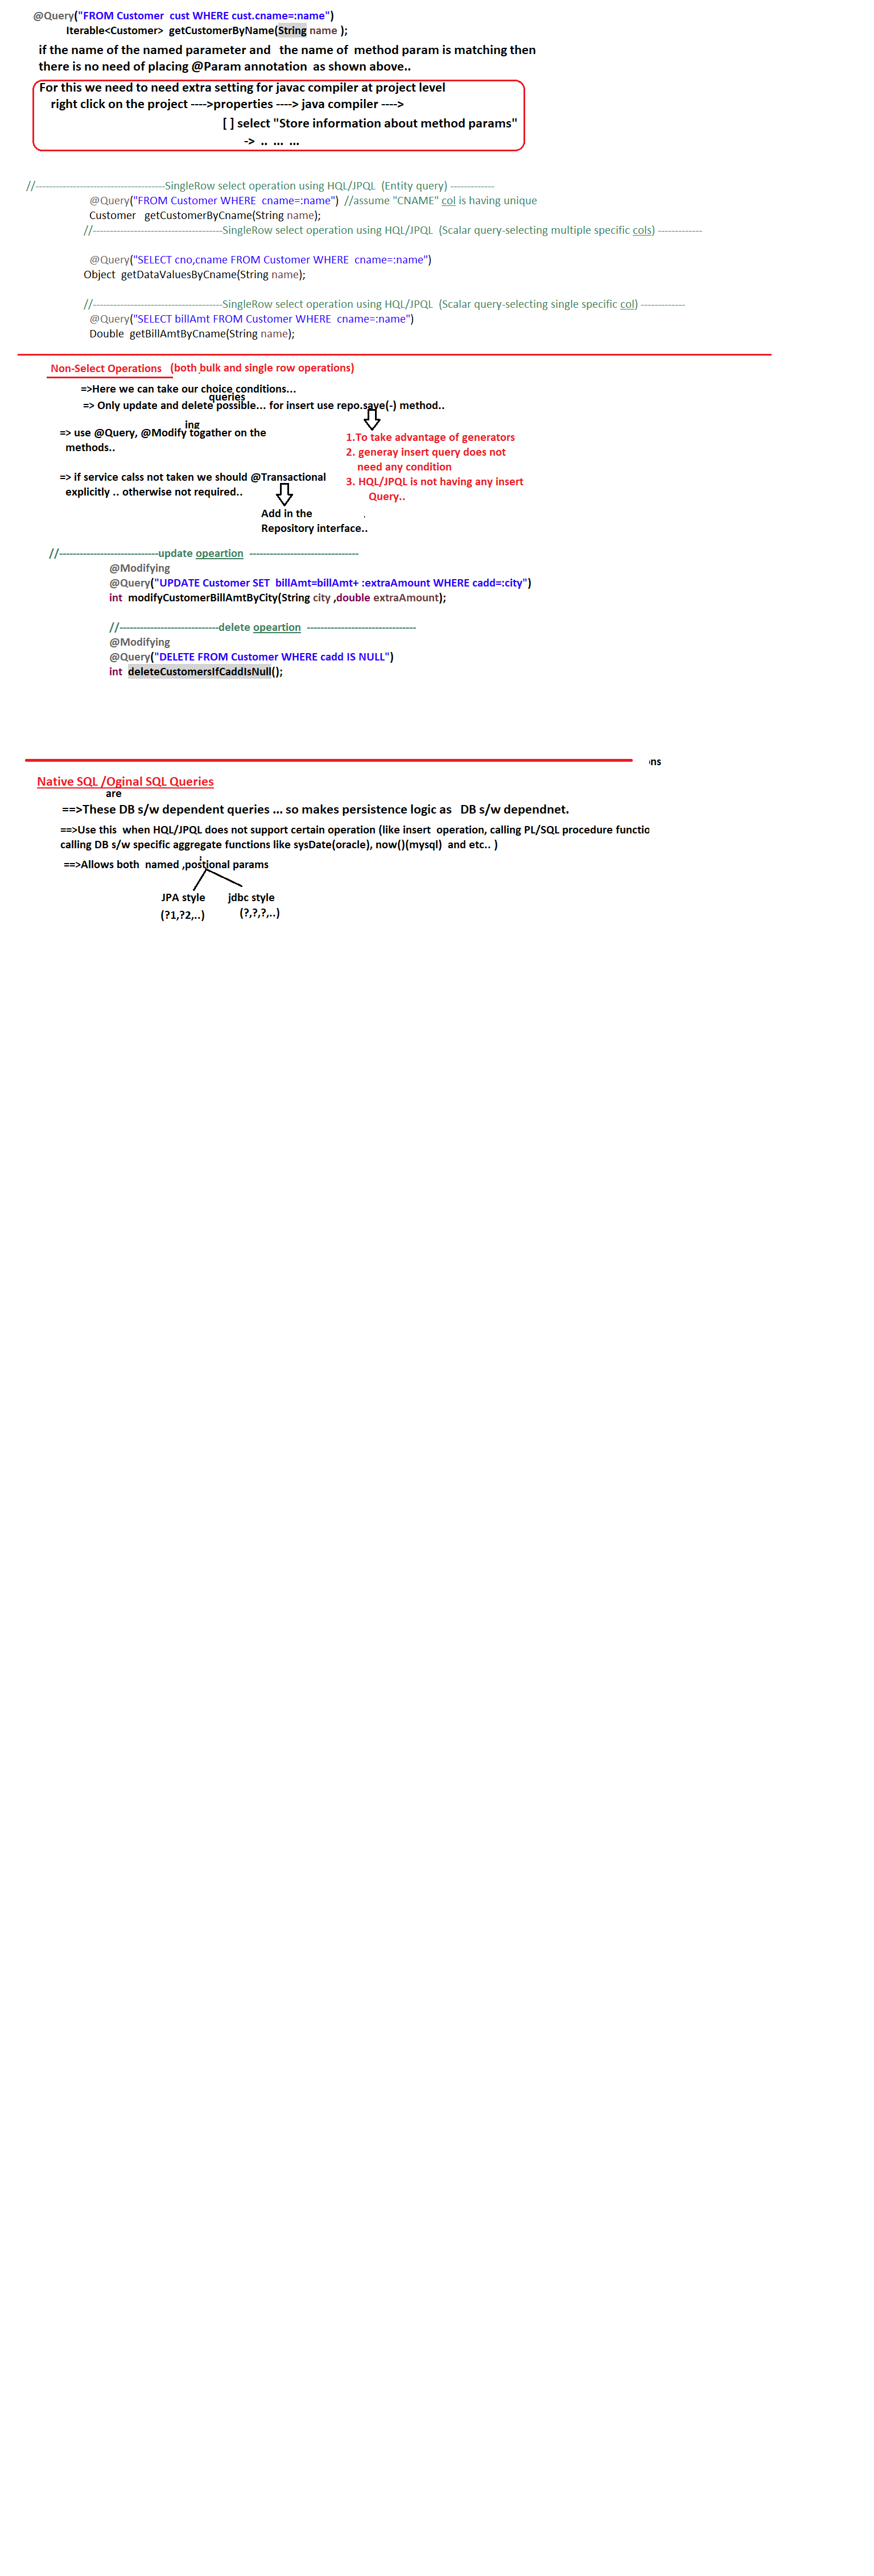 @Query("FROM Customer  cust WHERE cust.cname=:name")
Iterable<Customer>  getCustomerByName(String name );
if the name of the named parameter and   the name of  method param is matching then
there is no need of placing @Param annotation  as shown above..
For this we need to need extra setting for javac compiler at project level
right click on the project ---->properties ----> java compiler ---->
[ ] select "Store information about method params"
->  ..  ...  ...
//--------------------------------------SingleRow select operation using HQL/JPQL  (Entity query) -------------
@Query("FROM Customer WHERE  cname=:name")  //assume "CNAME" col is having unique
Customer   getCustomerByCname(String name);
//--------------------------------------SingleRow select operation using HQL/JPQL  (Scalar query-selecting multiple specific cols) -------------
@Query("SELECT cno,cname FROM Customer WHERE  cname=:name")
Object  getDataValuesByCname(String name);
//--------------------------------------SingleRow select operation using HQL/JPQL  (Scalar query-selecting single specific col) -------------
@Query("SELECT billAmt FROM Customer WHERE  cname=:name")
Double  getBillAmtByCname(String name);
Non-Select Operations   (both bulk and single row operations)
=>Here we can take our choice conditions...
queries
=> Only update and delete possible... for insert use repo.save(-) method..
ing
=> use @Query, @Modify togather on the
methods..
1.To take advantage of generators
2. generay insert query does not
need any condition
3. HQL/JPQL is not having any insert
Query..
=> if service calss not taken we should @Transactional
explicitly .. otherwise not required..
Add in the
Repository interface..
//-----------------------------update opeartion  --------------------------------
@Modifying
@Query("UPDATE Customer SET  billAmt=billAmt+ :extraAmount WHERE cadd=:city")
int  modifyCustomerBillAmtByCity(String city ,double extraAmount);
//-----------------------------delete opeartion  --------------------------------
@Modifying
@Query("DELETE FROM Customer WHERE cadd IS NULL")
int  deleteCustomersIfCaddIsNull();
ons
Native SQL /Oginal SQL Queries
are
==>These DB s/w dependent queries ... so makes persistence logic as   DB s/w dependnet.
==>Use this  when HQL/JPQL does not support certain operation (like insert  operation, calling PL/SQL procedure functio
calling DB s/w specific aggregate functions like sysDate(oracle), now()(mysql)  and etc.. )
i
==>Allows both  named ,postional params
JPA style        jdbc style
(?1,?2,..)        (?,?,?,..)